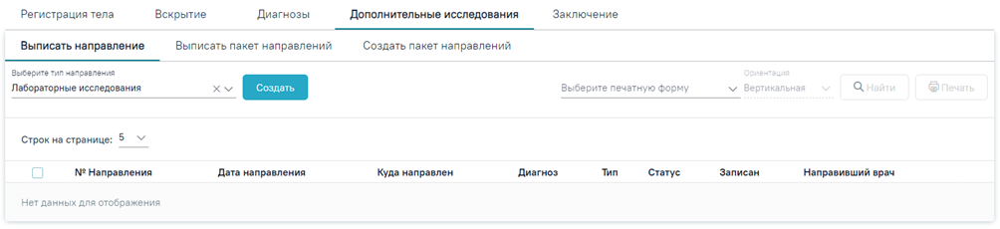 Регистрация тела Вскрытие Диагнозы Дополнительные исследования Заключение
Выписать направление Выписать пакет направлений Создать пакет направлений
Выберите тип направления Ориентация
Лабораторные исследования Создать Выберите печатную форму Вертикальная Найти Печать
Строк на странице: 5
№ Направления Дата направления Куда направлен Диагноз Тип Статус Записан Направивший врач
Нет данных для отображения